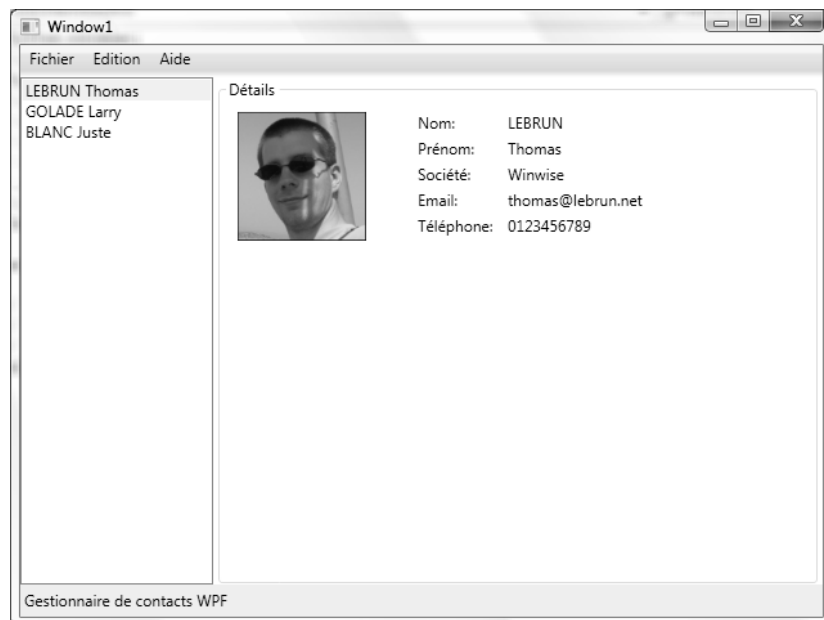 Window1
Fichier Edition Aide
LEBRUN Thomas
GOLADE Larry
BLANC Juste
Détails
Nom: LEBRUN
Prénom: Thomas
Société: Winwise
Email: thomas@lebrun.net
Téléphone: 0123456789
Gestionnaire de contacts WPF